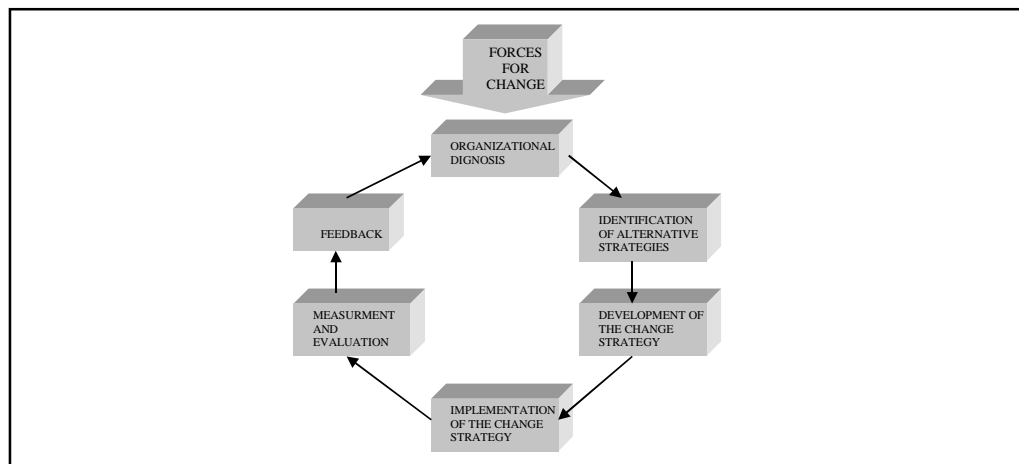 FORCES
FOR
CHANGE
ORGANIZATIONAL
DIGNOSIS
IDENTIFICATION
OF ALTERNATIVE
STRATEGIES
DEVELOPMENT OF
THE CHANGE
STRATEGY
IMPLEMENTATION
OF THE CHANGE
STRATEGY
MEASURMENT
AND
EVALUATION
FEEDBACK